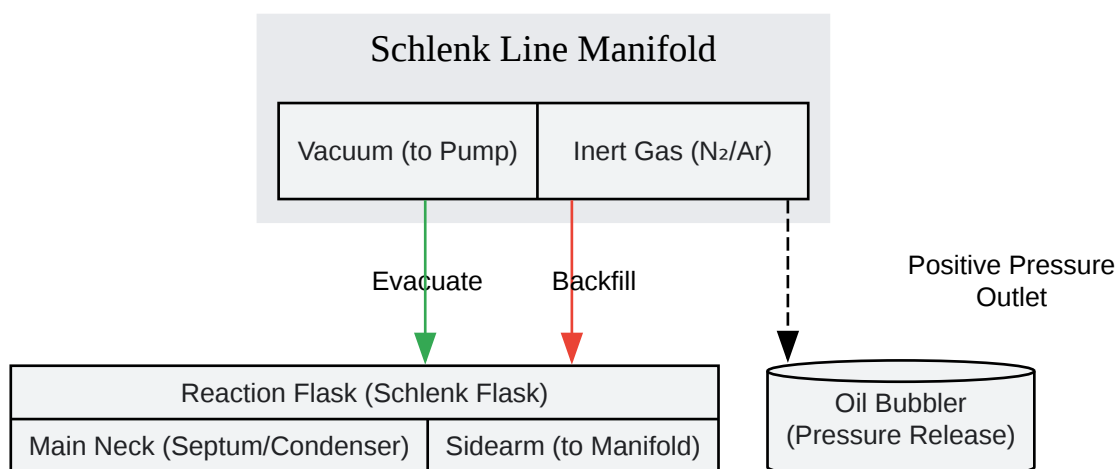 Schlenk Line Manifold
Vacuum (to Pump)
Inert Gas (N₂/Ar)
Evacuate
Backfill
Positive Pressure
Outlet
Reaction Flask (Schlenk Flask)
Main Neck (Septum/Condenser)
Sidearm (to Manifold)
Oil Bubbler
(Pressure Release)